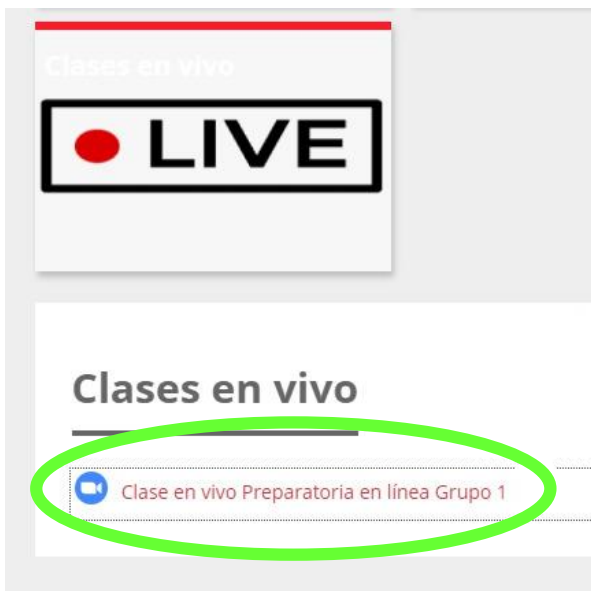 Clases en vivo
LIVE
Clases en vivo
Clase en vivo Preparatoria en línea Grupo 1